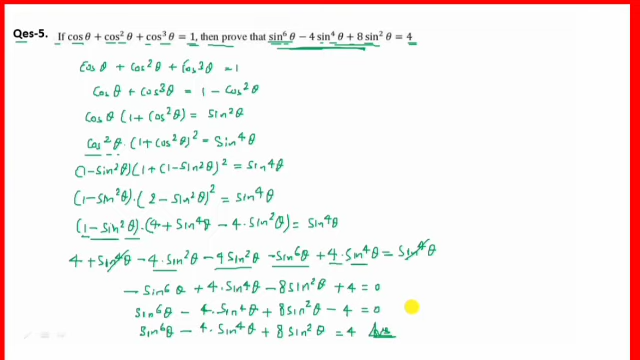 Qes-5. If cosθ + cos²θ + cos³θ = 1, then prove that sin⁶θ − 4 sin⁴θ + 8 sin²θ = 4
Cosθ + Cos²θ + Cos³θ = 1
Cosθ + Cos³θ = 1 − Cos²θ
Cosθ (1 + Cos²θ) = Sin²θ
Cos²θ · (1 + Cos²θ)² = Sin⁴θ
(1 − Sin²θ)(1 + (1 − Sin²θ)² = Sin⁴θ
(1 − Sin²θ) · (2 − Sin²θ)² = Sin⁴θ
(1 − Sin²θ) · (4 + Sin⁴θ − 4 · Sin²θ) = Sin⁴θ
4 + Sin⁴θ − 4 · Sin²θ − 4 Sin²θ − Sin⁶θ + 4 · Sin⁴θ = Sin⁴θ
− Sin⁶θ + 4 · Sin⁴θ − 8 Sin²θ + 4 = 0
Sin⁶θ − 4 · Sin⁴θ + 8 Sin²θ − 4 = 0
Sin⁶θ − 4 · Sin⁴θ + 8 Sin²θ = 4 Ans